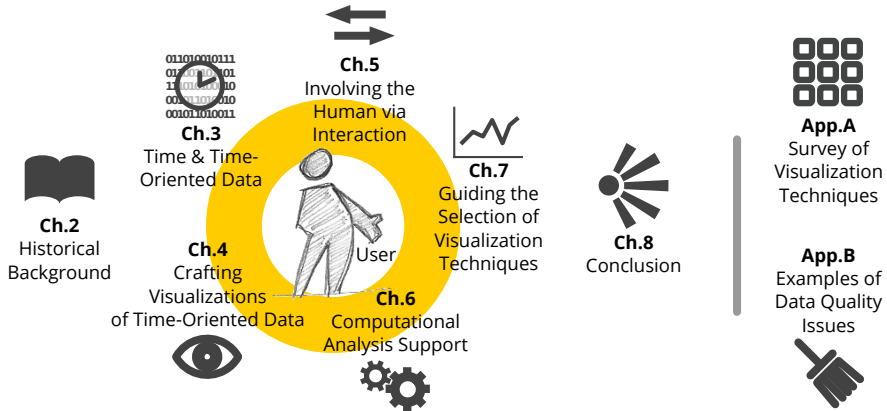 Ch.2
Historical
Background
011010010111
Ch.3
Time & Time-
Oriented Data
001011010011
Ch.4
Crafting
Visualizations
of Time-Oriented Data
Ch.5
Involving the
Human via
Interaction
User
Ch.6
Computational
Analysis Support
Ch.7
Guiding the
Selection of
Visualization
Techniques
Ch.8
Conclusion
App.A
Survey of
Visualization
Techniques
App.B
Examples of
Data Quality
Issues